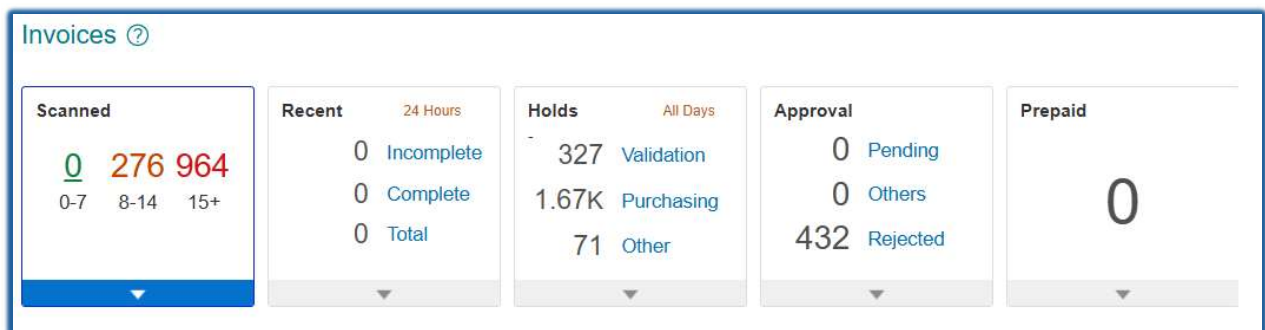 Invoices ?
Scanned
0 276 964
0-7 8-14 15+
Recent 24 Hours
0 Incomplete
0 Complete
0 Total
Holds All Days
-
327 Validation
1.67K Purchasing
71 Other
Approval
0 Pending
0 Others
432 Rejected
Prepaid
0